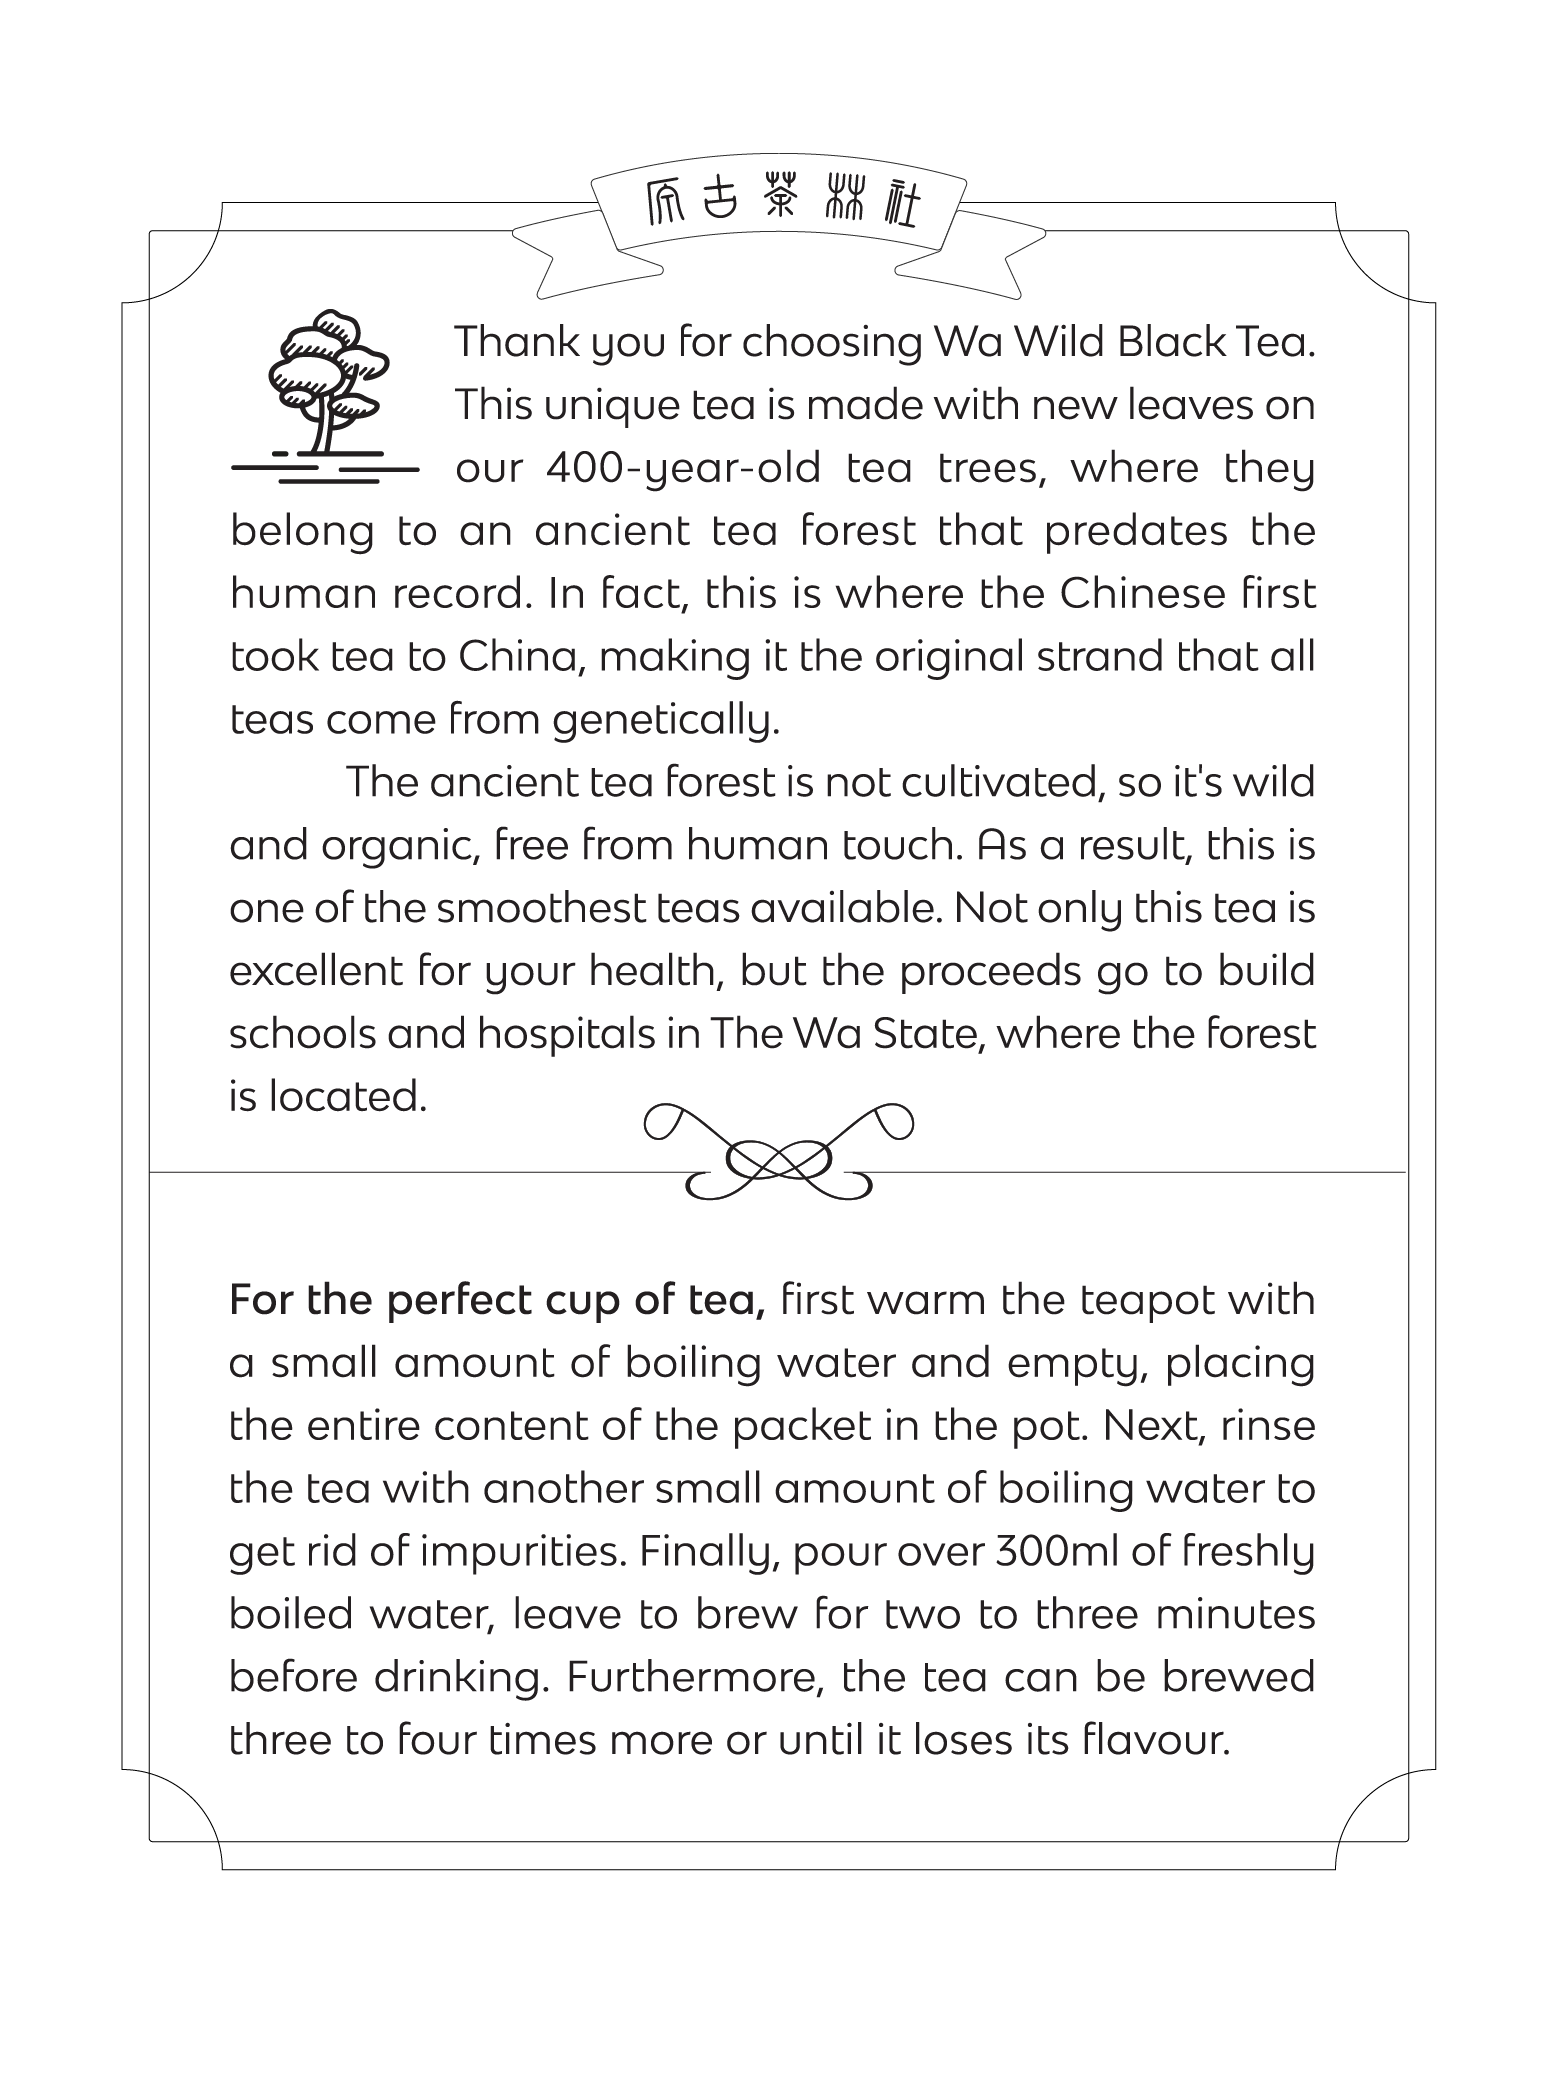 原古茶林社
Thank you for choosing Wa Wild Black Tea.
This unique tea is made with new leaves on
our 400-year-old tea trees, where they
belong to an ancient tea forest that predates the
human record. In fact, this is where the Chinese first
took tea to China, making it the original strand that all
teas come from genetically.
The ancient tea forest is not cultivated, so it's wild
and organic, free from human touch. As a result, this is
one of the smoothest teas available. Not only this tea is
excellent for your health, but the proceeds go to build
schools and hospitals in The Wa State, where the forest
is located.
For the perfect cup of tea, first warm the teapot with
a small amount of boiling water and empty, placing
the entire content of the packet in the pot. Next, rinse
the tea with another small amount of boiling water to
get rid of impurities. Finally, pour over 300ml of freshly
boiled water, leave to brew for two to three minutes
before drinking. Furthermore, the tea can be brewed
three to four times more or until it loses its flavour.